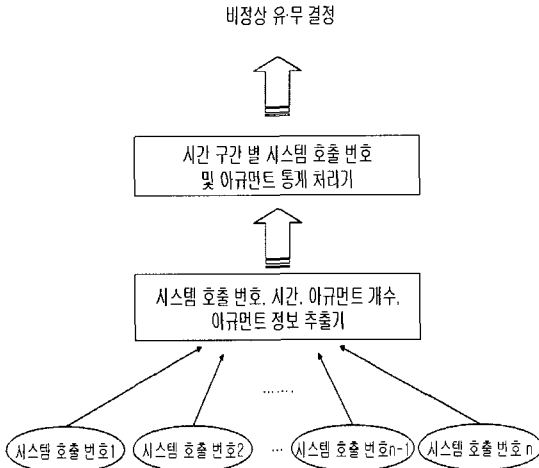 비정상 유·무 결정
시간 구간 별 시스템 호출 번호
및 아규먼트 통계 처리기
시스템 호출 번호, 시간, 아규먼트 개수,
아규먼트 정보 추출기
.......
시스템 호출 번호1 시스템 호출 번호2 ... 시스템 호출 번호n-1 시스템 호출 번호 n